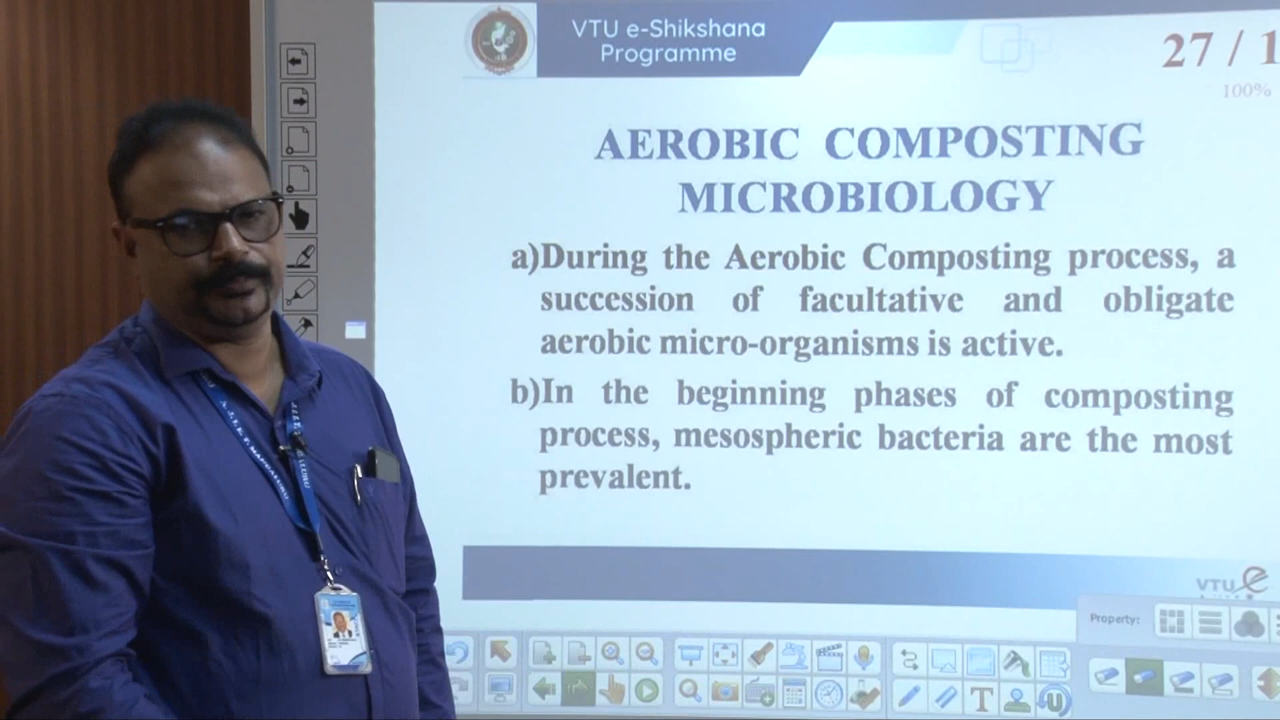 VTU e-Shikshana
Programme
27 / 1
100%
AEROBIC COMPOSTING
MICROBIOLOGY
a)During the Aerobic Composting process, a
succession of facultative and obligate
aerobic micro-organisms is active.
b)In the beginning phases of composting
process, mesospheric bacteria are the most
prevalent.
VTU e
Property:
T